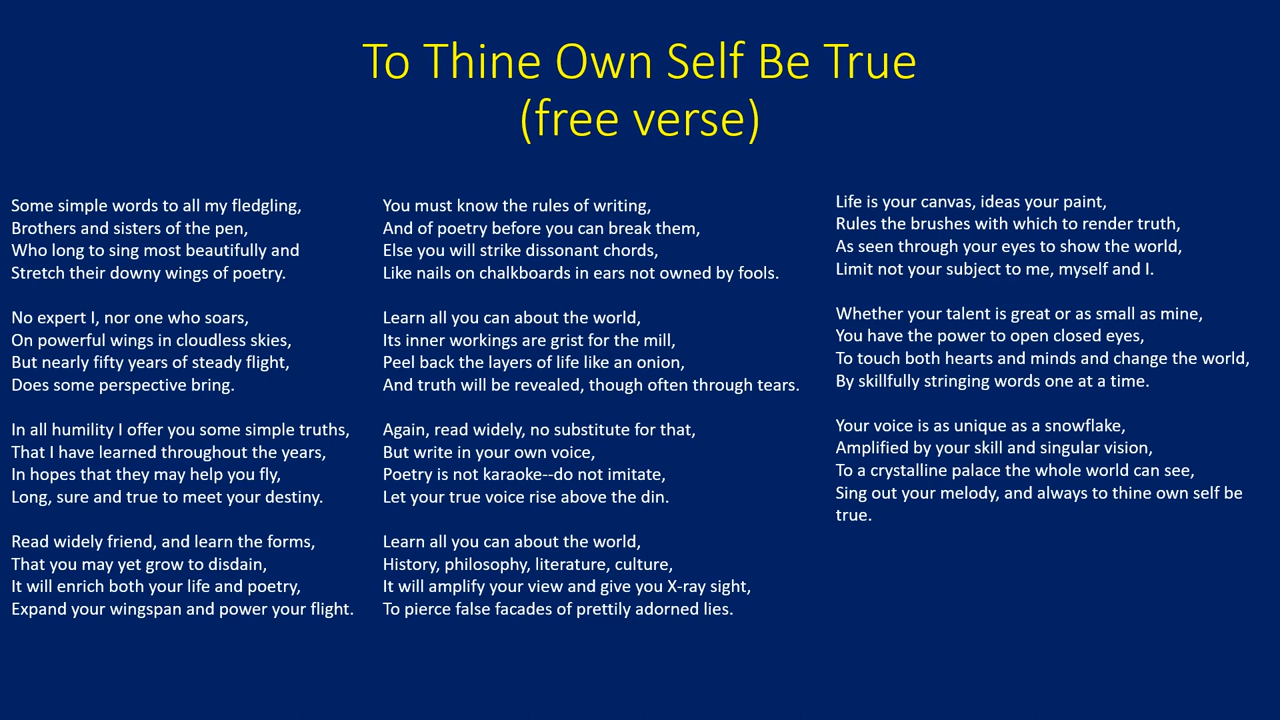 To Thine Own Self Be True
(free verse)
Some simple words to all my fledgling,
Brothers and sisters of the pen,
Who long to sing most beautifully and
Stretch their downy wings of poetry.
No expert I, nor one who soars,
On powerful wings in cloudless skies,
But nearly fifty years of steady flight,
Does some perspective bring.
In all humility I offer you some simple truths,
That I have learned throughout the years,
In hopes that they may help you fly,
Long, sure and true to meet your destiny.
Read widely friend, and learn the forms,
That you may yet grow to disdain,
It will enrich both your life and poetry,
Expand your wingspan and power your flight.
You must know the rules of writing,
And of poetry before you can break them,
Else you will strike dissonant chords,
Like nails on chalkboards in ears not owned by fools.
Learn all you can about the world,
Its inner workings are grist for the mill,
Peel back the layers of life like an onion,
And truth will be revealed, though often through tears.
Again, read widely, no substitute for that,
But write in your own voice,
Poetry is not karaoke--do not imitate,
Let your true voice rise above the din.
Learn all you can about the world,
History, philosophy, literature, culture,
It will amplify your view and give you X-ray sight,
To pierce false facades of prettily adorned lies.
Life is your canvas, ideas your paint,
Rules the brushes with which to render truth,
As seen through your eyes to show the world,
Limit not your subject to me, myself and I.
Whether your talent is great or as small as mine,
You have the power to open closed eyes,
To touch both hearts and minds and change the world,
By skillfully stringing words one at a time.
Your voice is as unique as a snowflake,
Amplified by your skill and singular vision,
To a crystalline palace the whole world can see,
Sing out your melody, and always to thine own self be
true.